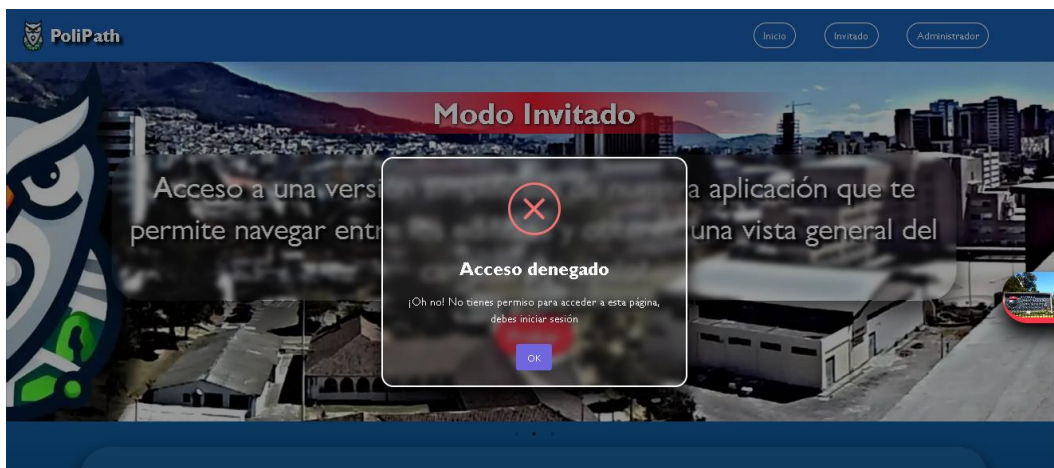 PoliPath
Inicio
Invitado
Administrador
Modo Invitado
Acceso a una versi
a aplicación que te
permite navegar entr
una vista general del
Acceso denegado
¡Oh no! No tienes permiso para acceder a esta página,
debes iniciar sesión
OK